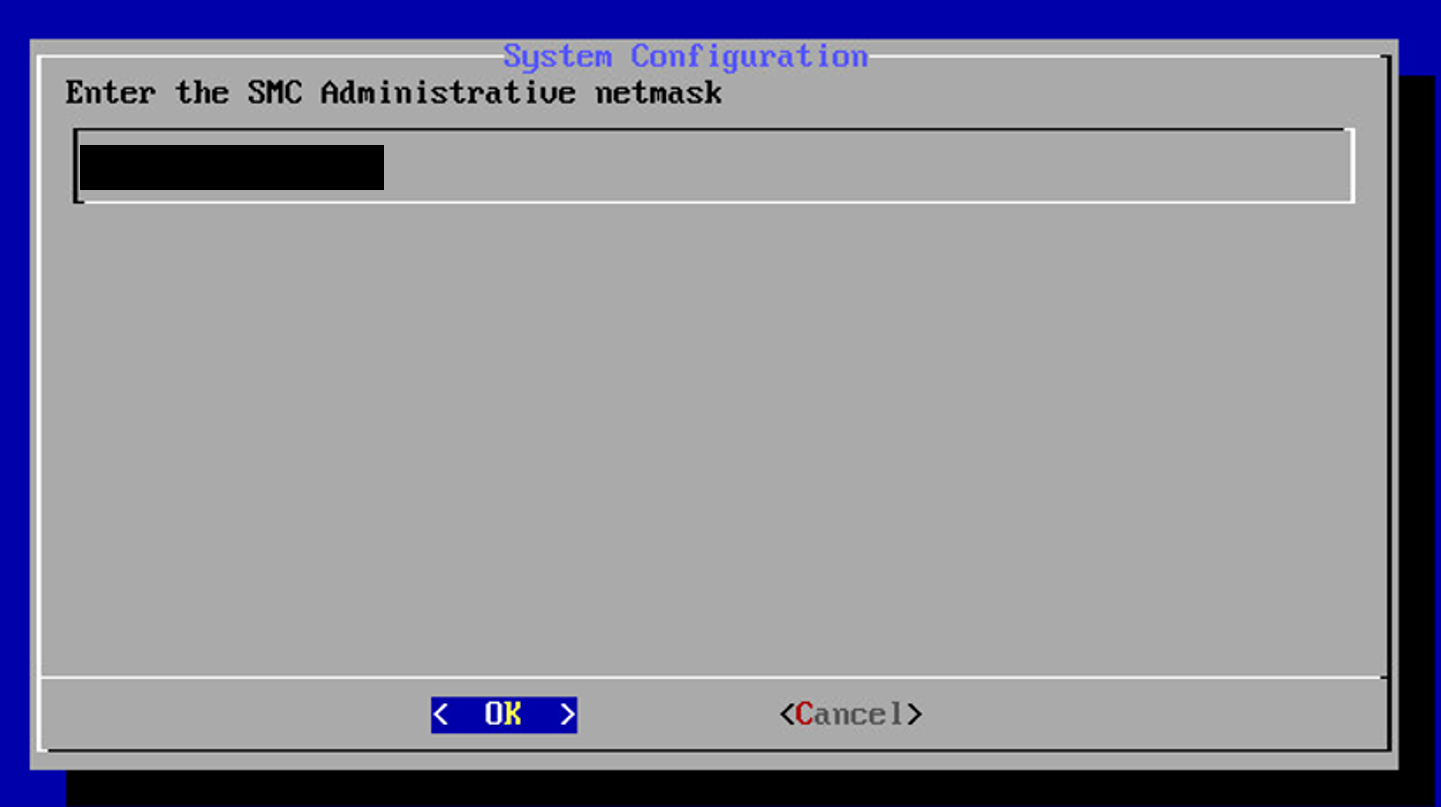 System Configuration
Enter the SMC Administrative netmask
< OK > <Cancel>